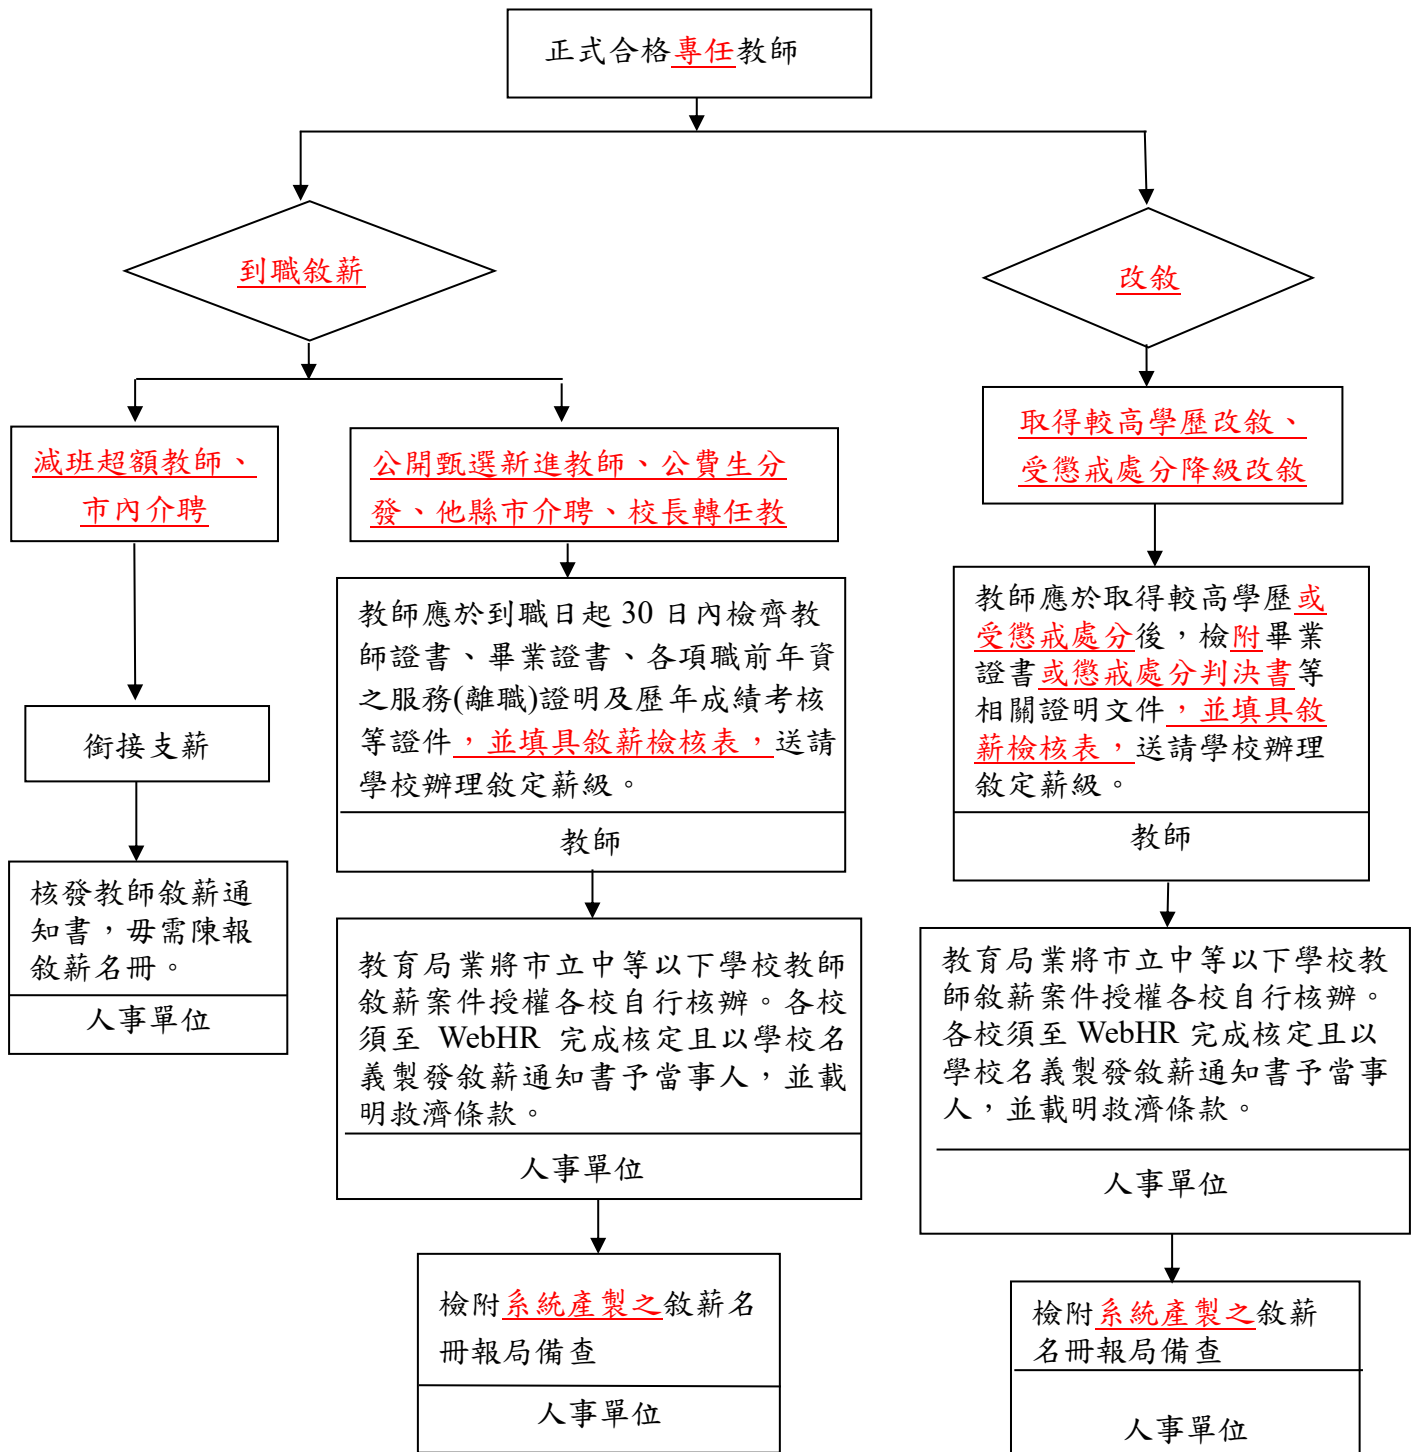 正式合格專任教師
到職敘薪
改敘
減班超額教師、
市內介聘
公開甄選新進教師、公費生分
發、他縣市介聘、校長轉任教
取得較高學歷改敘、
受懲戒處分降級改敘
銜接支薪
核發教師敘薪通
知書，毋需陳報
敘薪名冊。
人事單位
教師應於到職日起 30 日內檢齊教
師證書、畢業證書、各項職前年資
之服務(離職)證明及歷年成績考核
等證件，並填具敘薪檢核表，送請
學校辦理敘定薪級。
教師
教育局業將市立中等以下學校教師
敘薪案件授權各校自行核辦。各校
須至 WebHR 完成核定且以學校名
義製發敘薪通知書予當事人，並載
明救濟條款。
人事單位
檢附系統產製之敘薪名
冊報局備查
人事單位
教師應於取得較高學歷或
受懲戒處分後，檢附畢業
證書或懲戒處分判決書等
相關證明文件，並填具敘
薪檢核表，送請學校辦理
敘定薪級。
教師
教育局業將市立中等以下學校教
師敘薪案件授權各校自行核辦。
各校須至 WebHR 完成核定且以
學校名義製發敘薪通知書予當事
人，並載明救濟條款。
人事單位
檢附系統產製之敘薪
名冊報局備查
人事單位